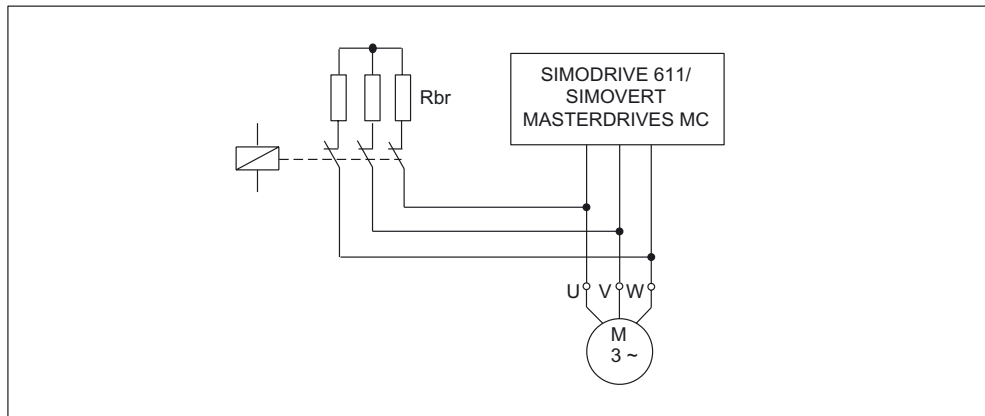 Rbr
SIMODRIVE 611/
SIMOVERT
MASTERDRIVES MC
U
V
W
M
3 ~